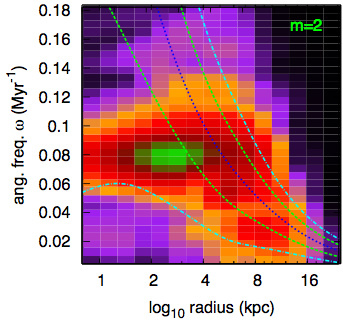 m=2
0.18
0.16
0.14
0.12
0.1
0.08
0.06
0.04
0.02
ang. freq. ω (Myr⁻¹)
1 2 4 8 16
log₁₀ radius (kpc)